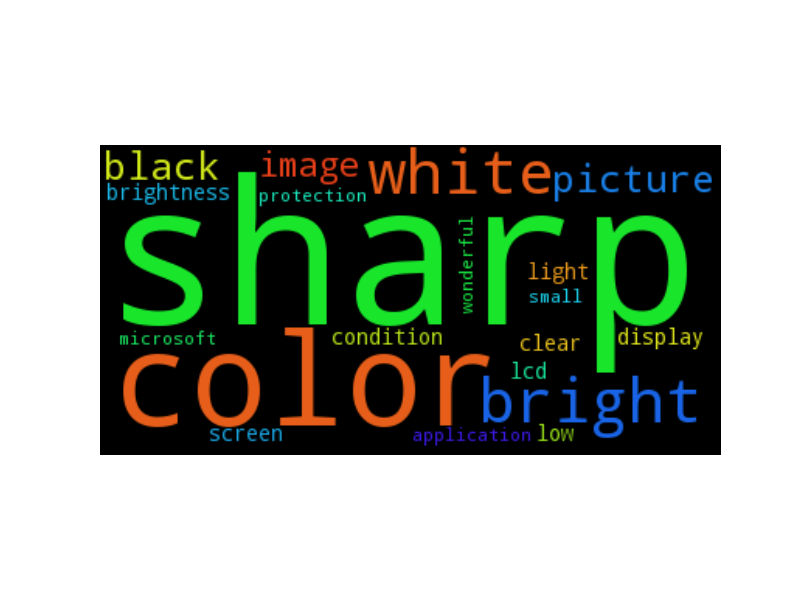 black image white picture
brightness protection
sharp
wonderful
light
small
microsoft condition clear display
color
lcd
bright
screen application low